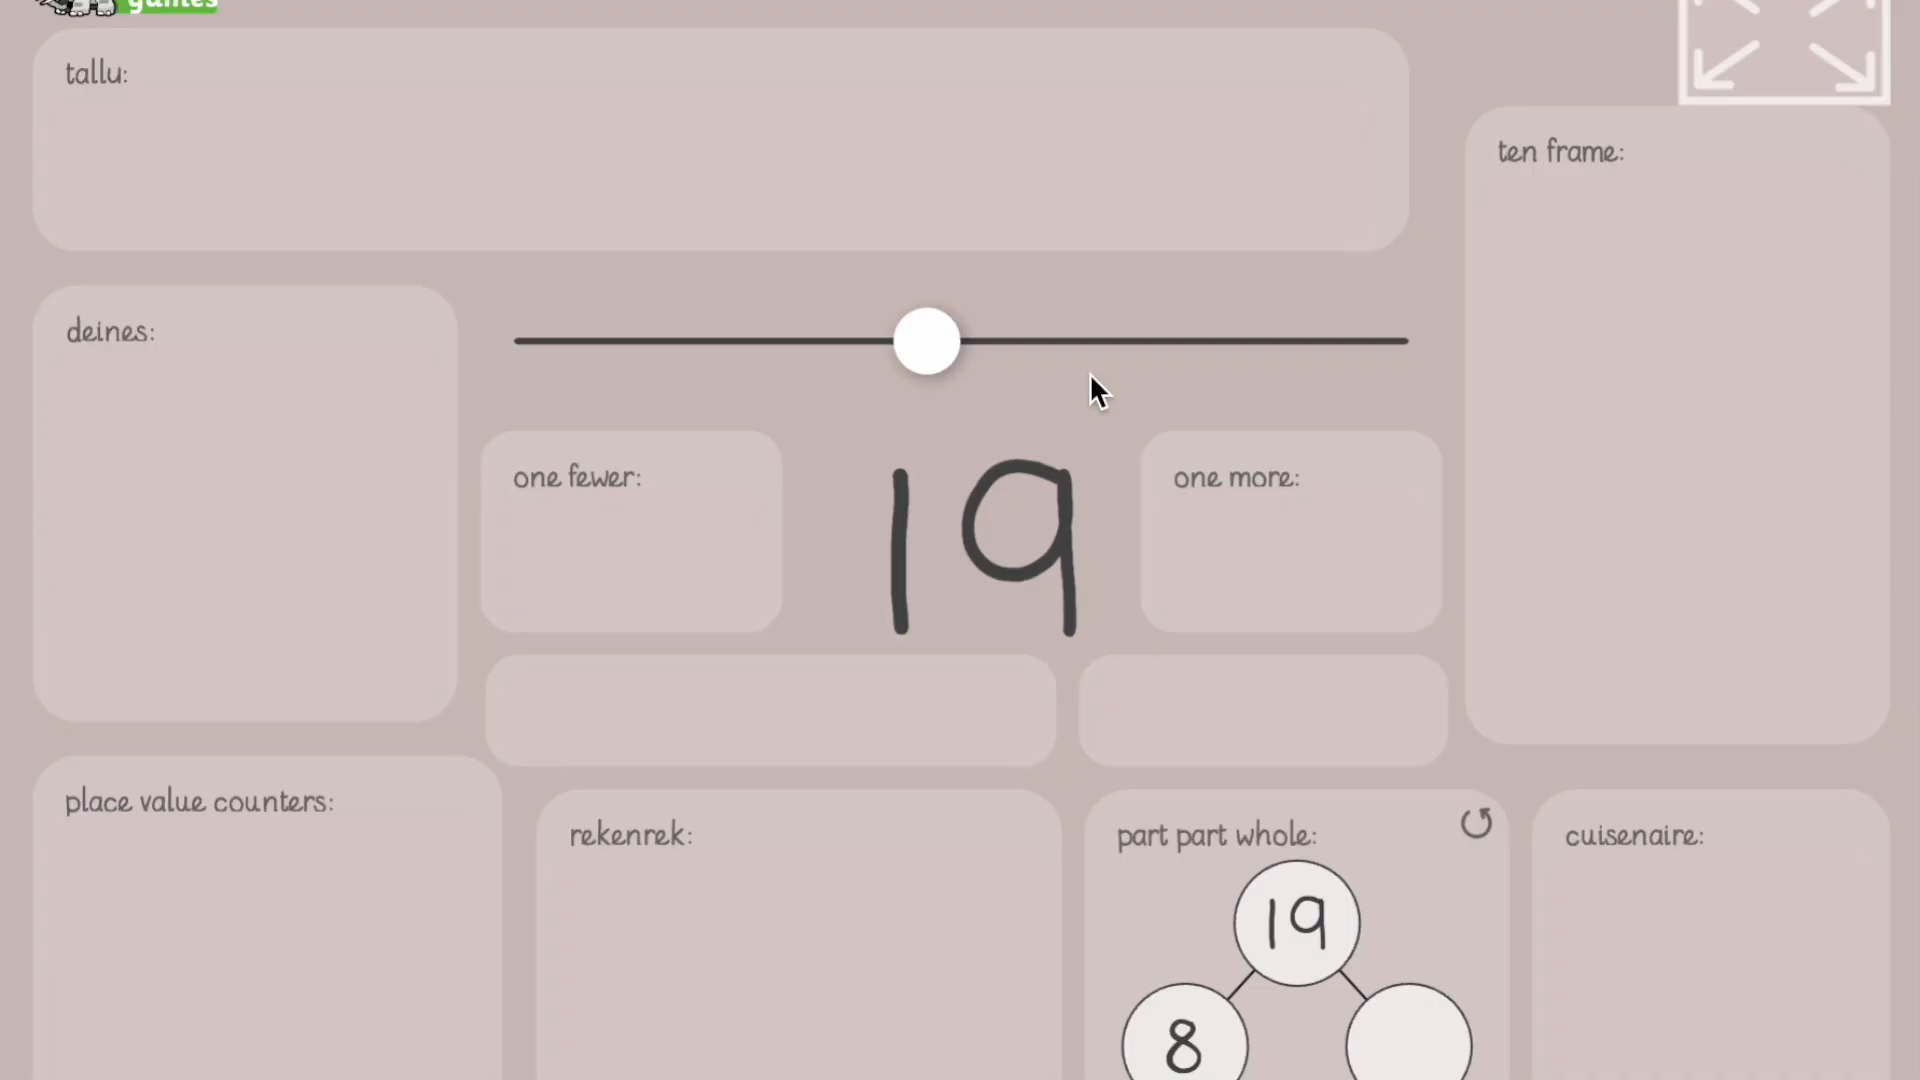 games
tallu:
ten frame:
deines:
one fewer:
19
one more:
place value counters:
rekenrek:
part part whole:
cuisenaire:
19
8